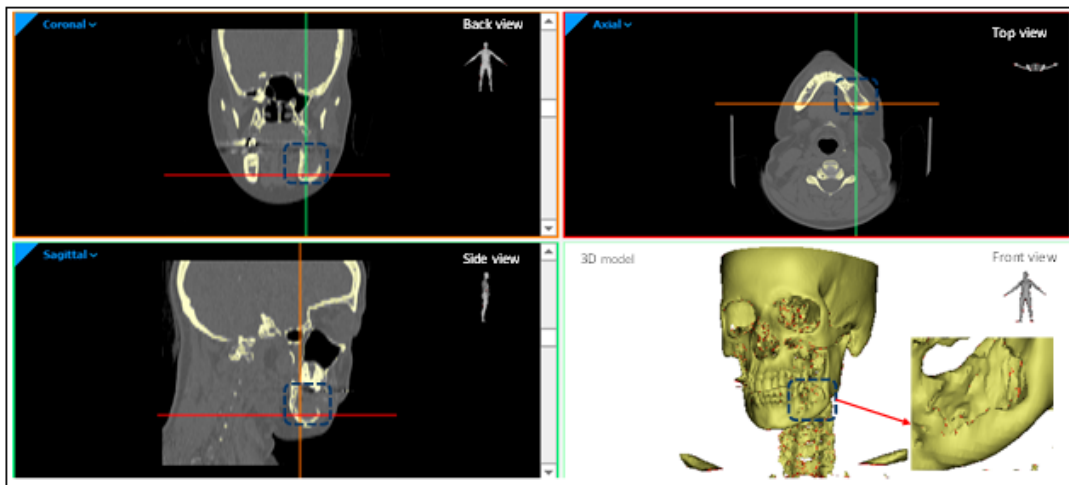 Coronal
Back view
Axial
Top view
Sagittal
Side view
3D model
Front view